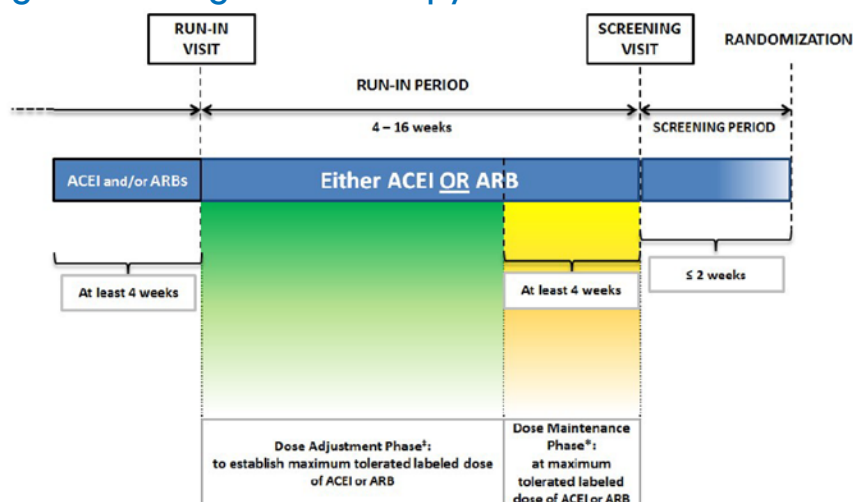 RUN-IN
VISIT
SCREENING
VISIT
RANDOMIZATION
RUN-IN PERIOD
4 – 16 weeks
SCREENING PERIOD
ACEI and/or ARBs
Either ACEI OR ARB
At least 4 weeks
At least 4 weeks
≤ 2 weeks
Dose Adjustment Phase‡:
to establish maximum tolerated labeled dose
of ACEI or ARB
Dose Maintenance
Phase*:
at maximum
tolerated labeled
dose of ACEI or ARB